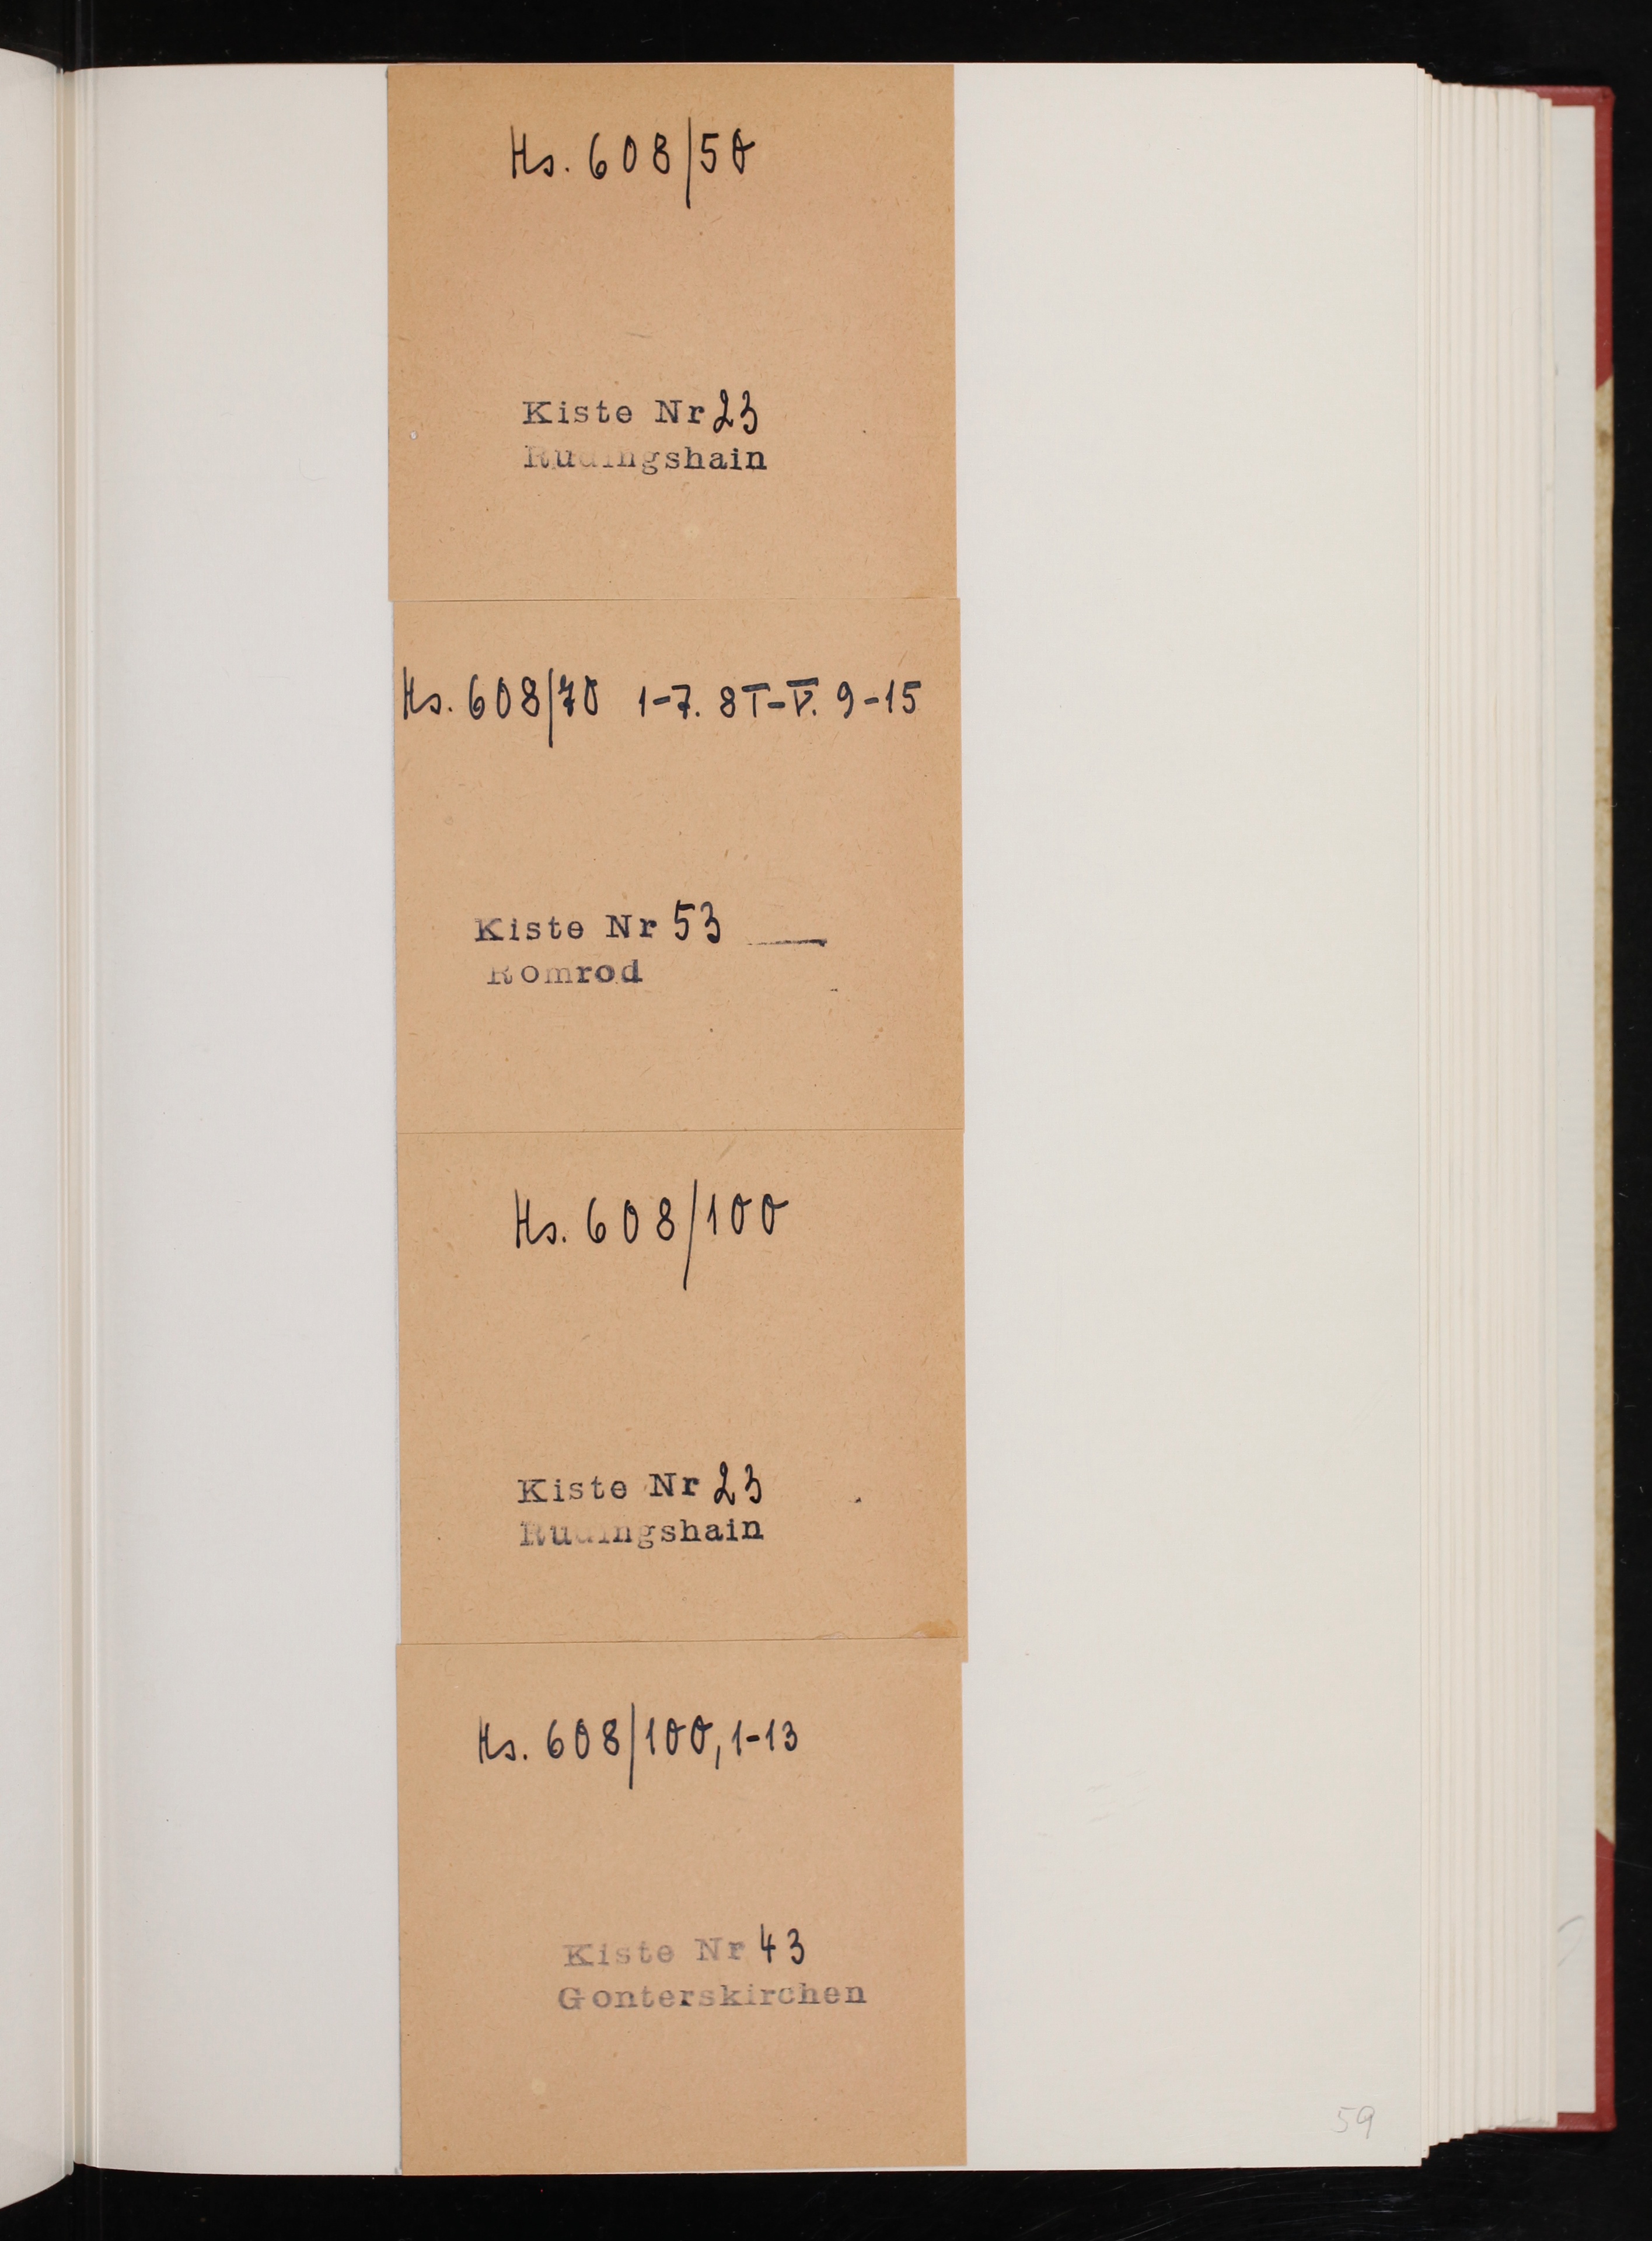 Hs. 608/50
Kiste Nr 23
Rudingshain
Hs. 608/70 1-7. 8 I-V. 9-15
Kiste Nr 53
Romrod
Hs. 608/100
Kiste Nr 23
Rudingshain
Hs. 608/100, 1-13
Kiste Nr 43
Gonterskirchen
59